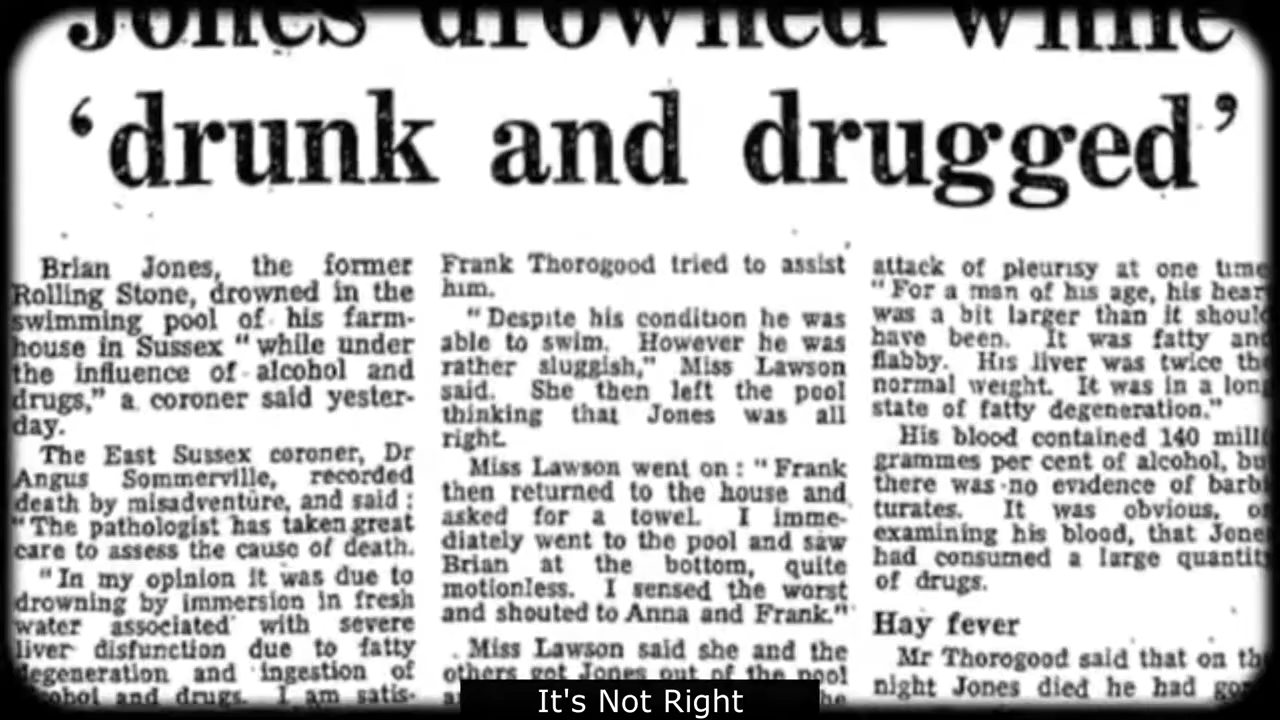 Jones drowned while
‘drunk and drugged’
Brian Jones, the former
Rolling Stone, drowned in the
swimming pool of his farm-
house in Sussex “while under
the influence of alcohol and
drugs,” a coroner said yester-
day.
The East Sussex coroner, Dr
Angus Sommerville, recorded
death by misadventure, and said :
“The pathologist has taken great
care to assess the cause of death.
“In my opinion it was due to
drowning by immersion in fresh
water associated with severe
liver disfunction due to fatty
degeneration and ingestion of
alcohol and drugs. I am satis-
Frank Thorogood tried to assist
him.
“Despite his condition he was
able to swim. However he was
rather sluggish,” Miss Lawson
said. She then left the pool
thinking that Jones was all
right.
Miss Lawson went on : “Frank
then returned to the house and
asked for a towel. I imme-
diately went to the pool and saw
Brian at the bottom, quite
motionless. I sensed the worst
and shouted to Anna and Frank.”
Miss Lawson said she and the
others got Jones out of the pool
attack of pleurisy at one time
“For a man of his age, his hear
was a bit larger than it should
have been. It was fatty and
flabby. His liver was twice the
normal weight. It was in a long
state of fatty degeneration.”
His blood contained 140 milli
grammes per cent of alcohol, bu
there was no evidence of barbi
turates. It was obvious, on
examining his blood, that Jones
had consumed a large quantity
of drugs.
Hay fever
Mr Thorogood said that on th
night Jones died he had
It's Not Right